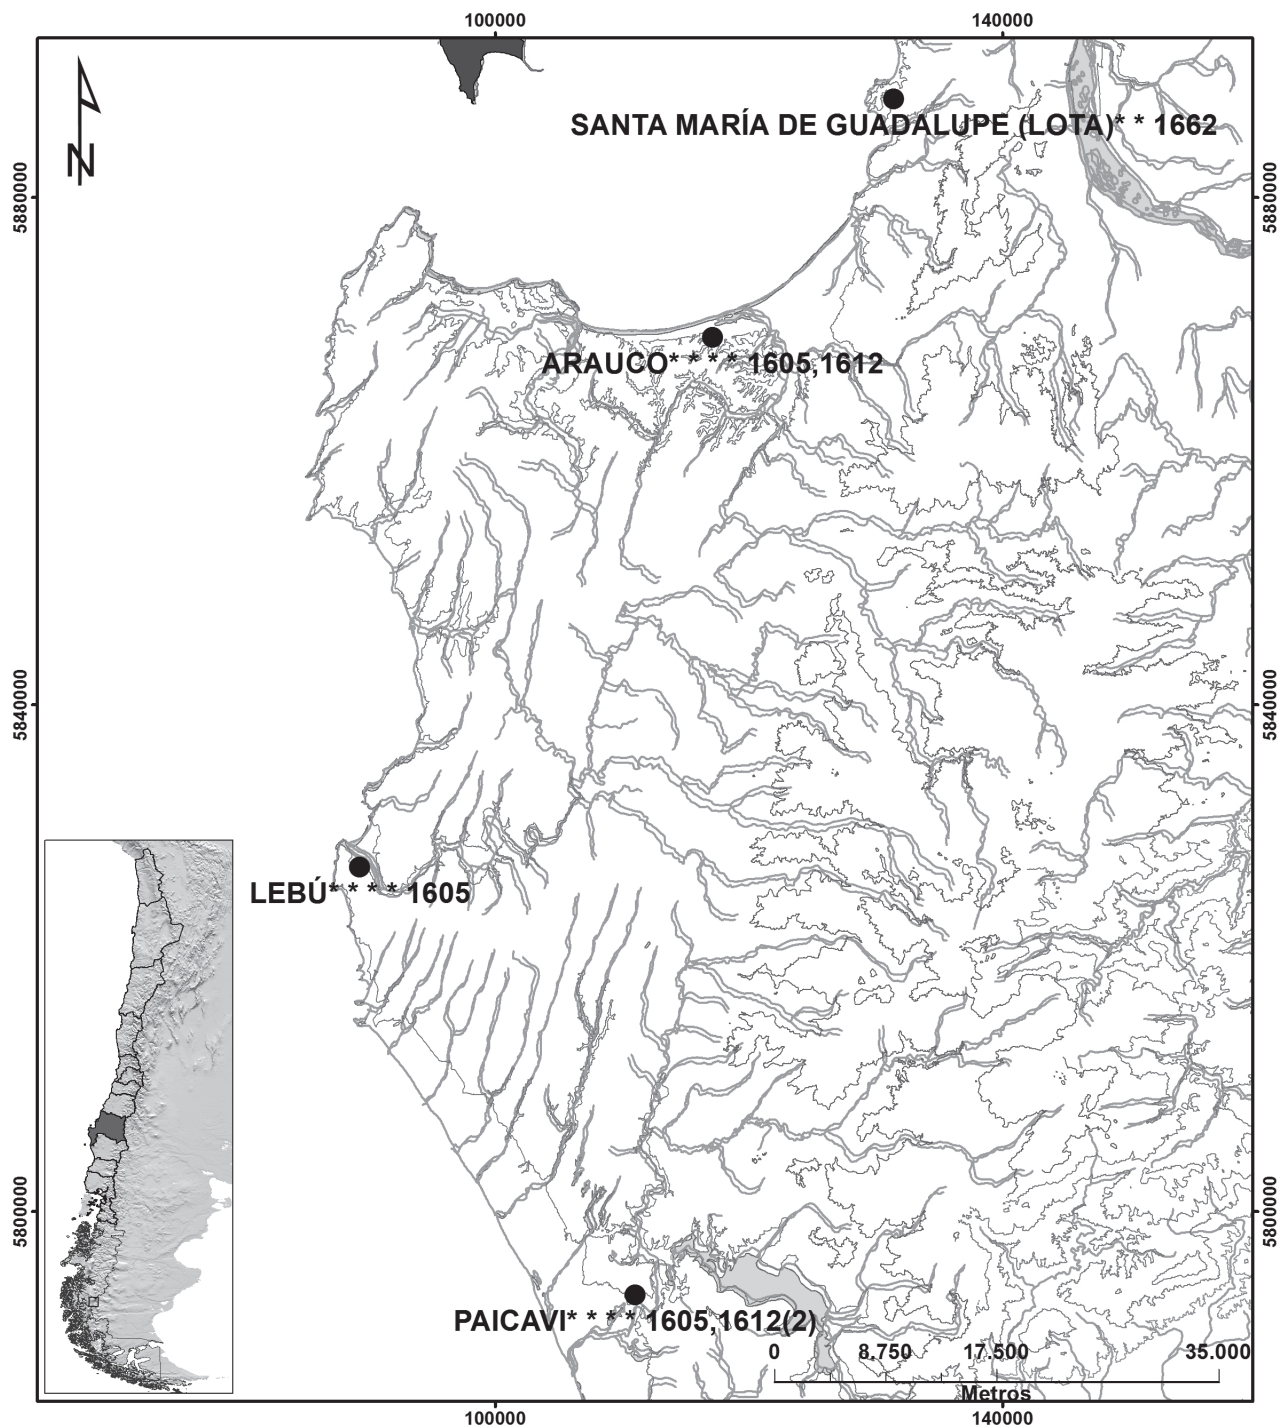 100000 140000
N
SANTA MARÍA DE GUADALUPE (LOTA)* * 1662
5880000 5880000
ARAUCO* * * * 1605,1612
5840000 5840000
LEBÚ* * * * 1605
5800000 5800000
PAICAVI* * * * 1605,1612(2)
0 8.750 17.500 35.000
Metros
100000 140000